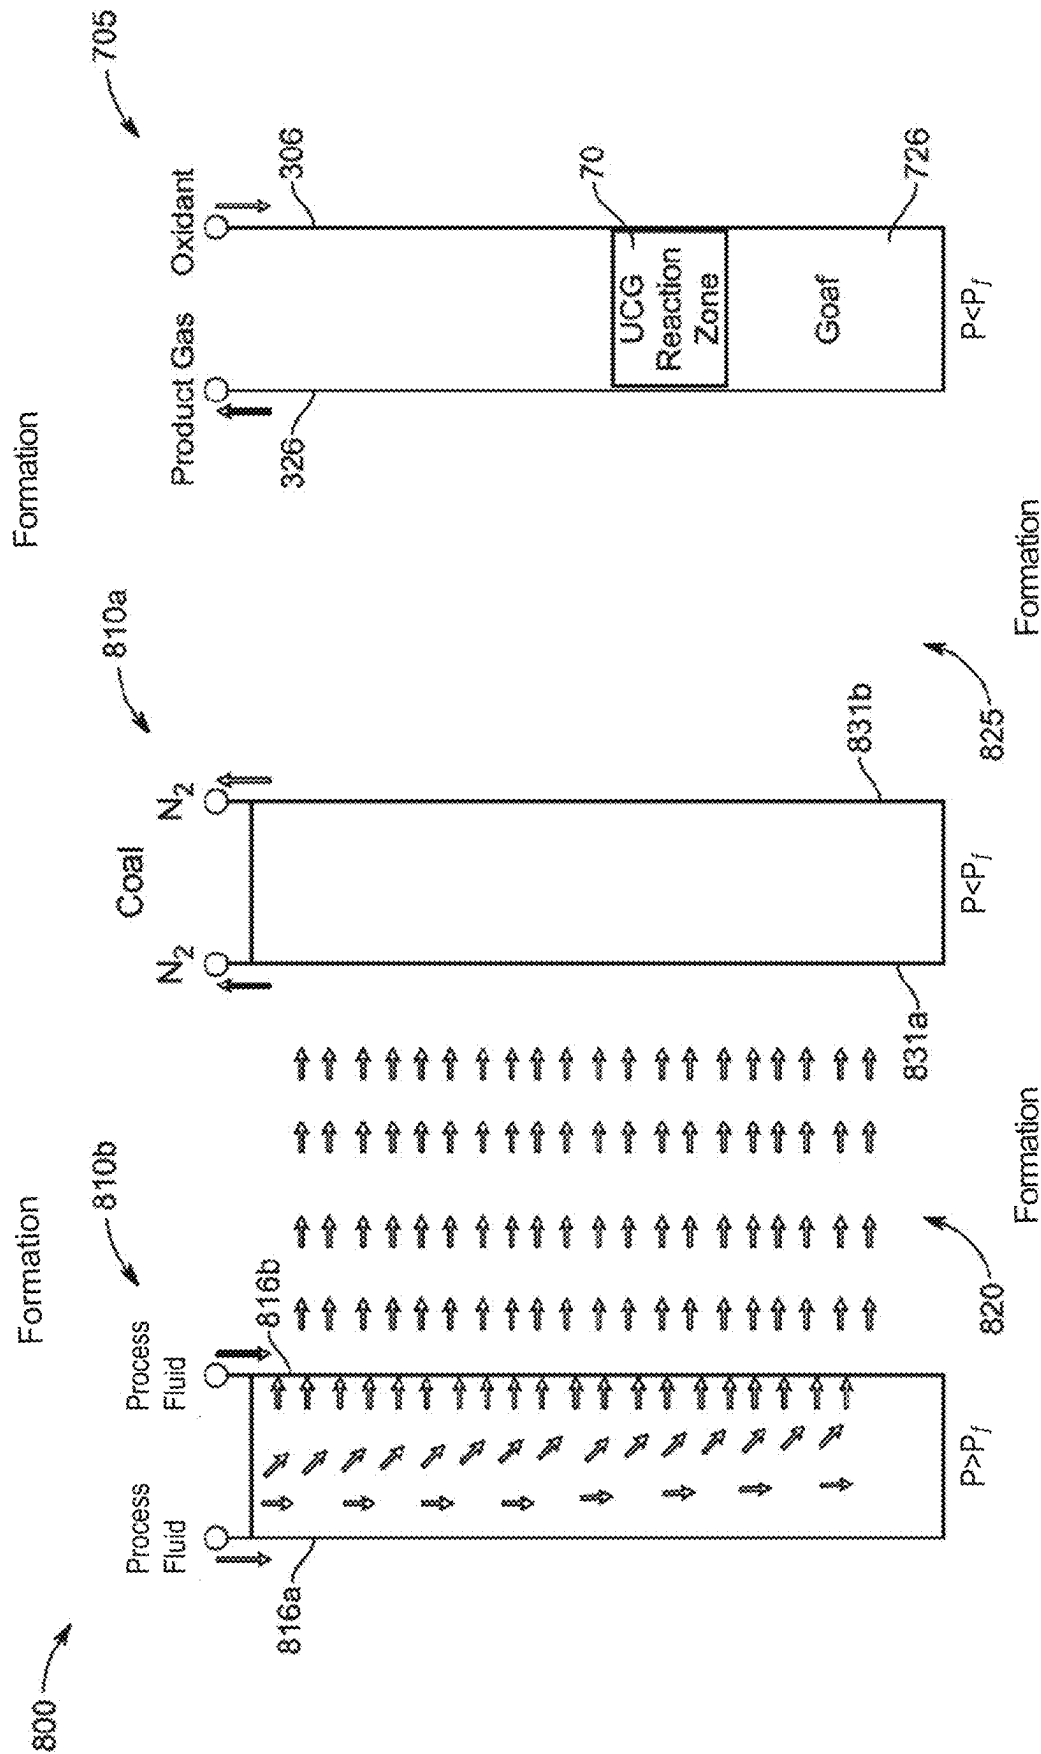 800
Formation
Formation
810b
810a
705
Coal
Process
Fluid
Process
Fluid
N2
N2
Product Gas
Oxidant
816a
816b
326
306
UCG
Reaction
Zone
70
Goaf
726
831a
831b
820
825
P>Pf
P<Pf
P<Pf
Formation
Formation